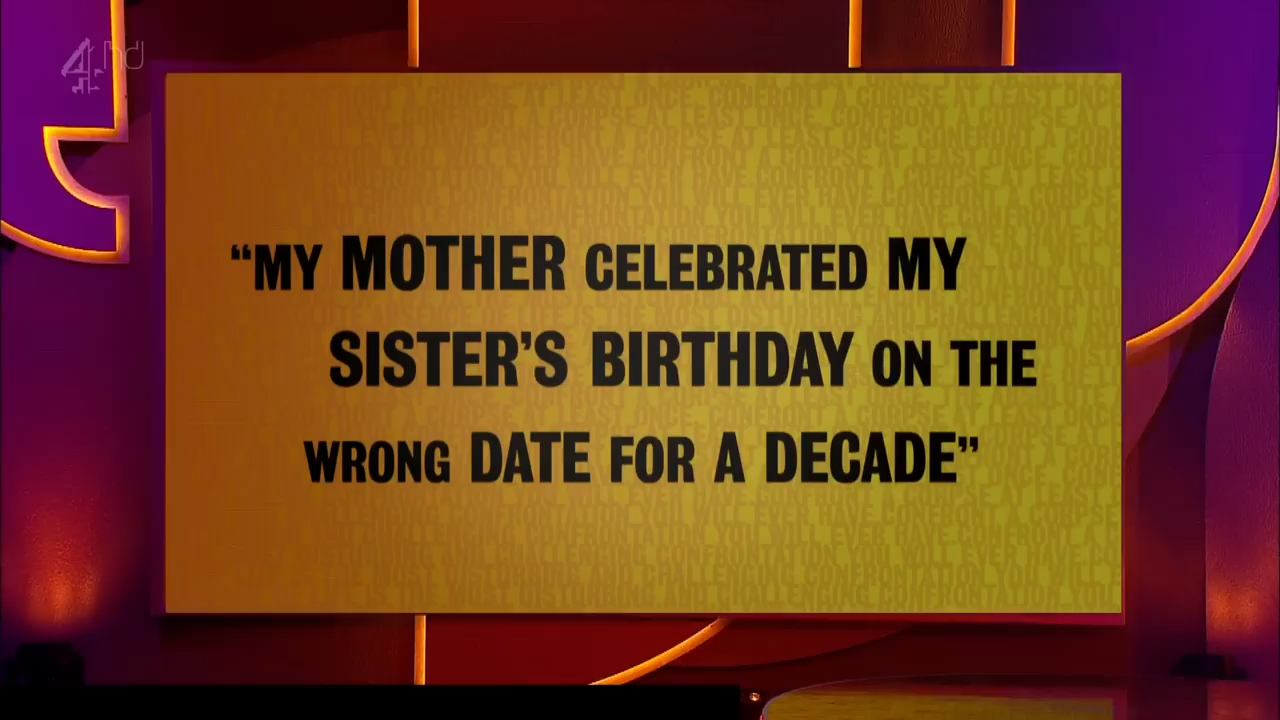 4hd
“MY MOTHER CELEBRATED MY
SISTER’S BIRTHDAY ON THE
WRONG DATE FOR A DECADE”